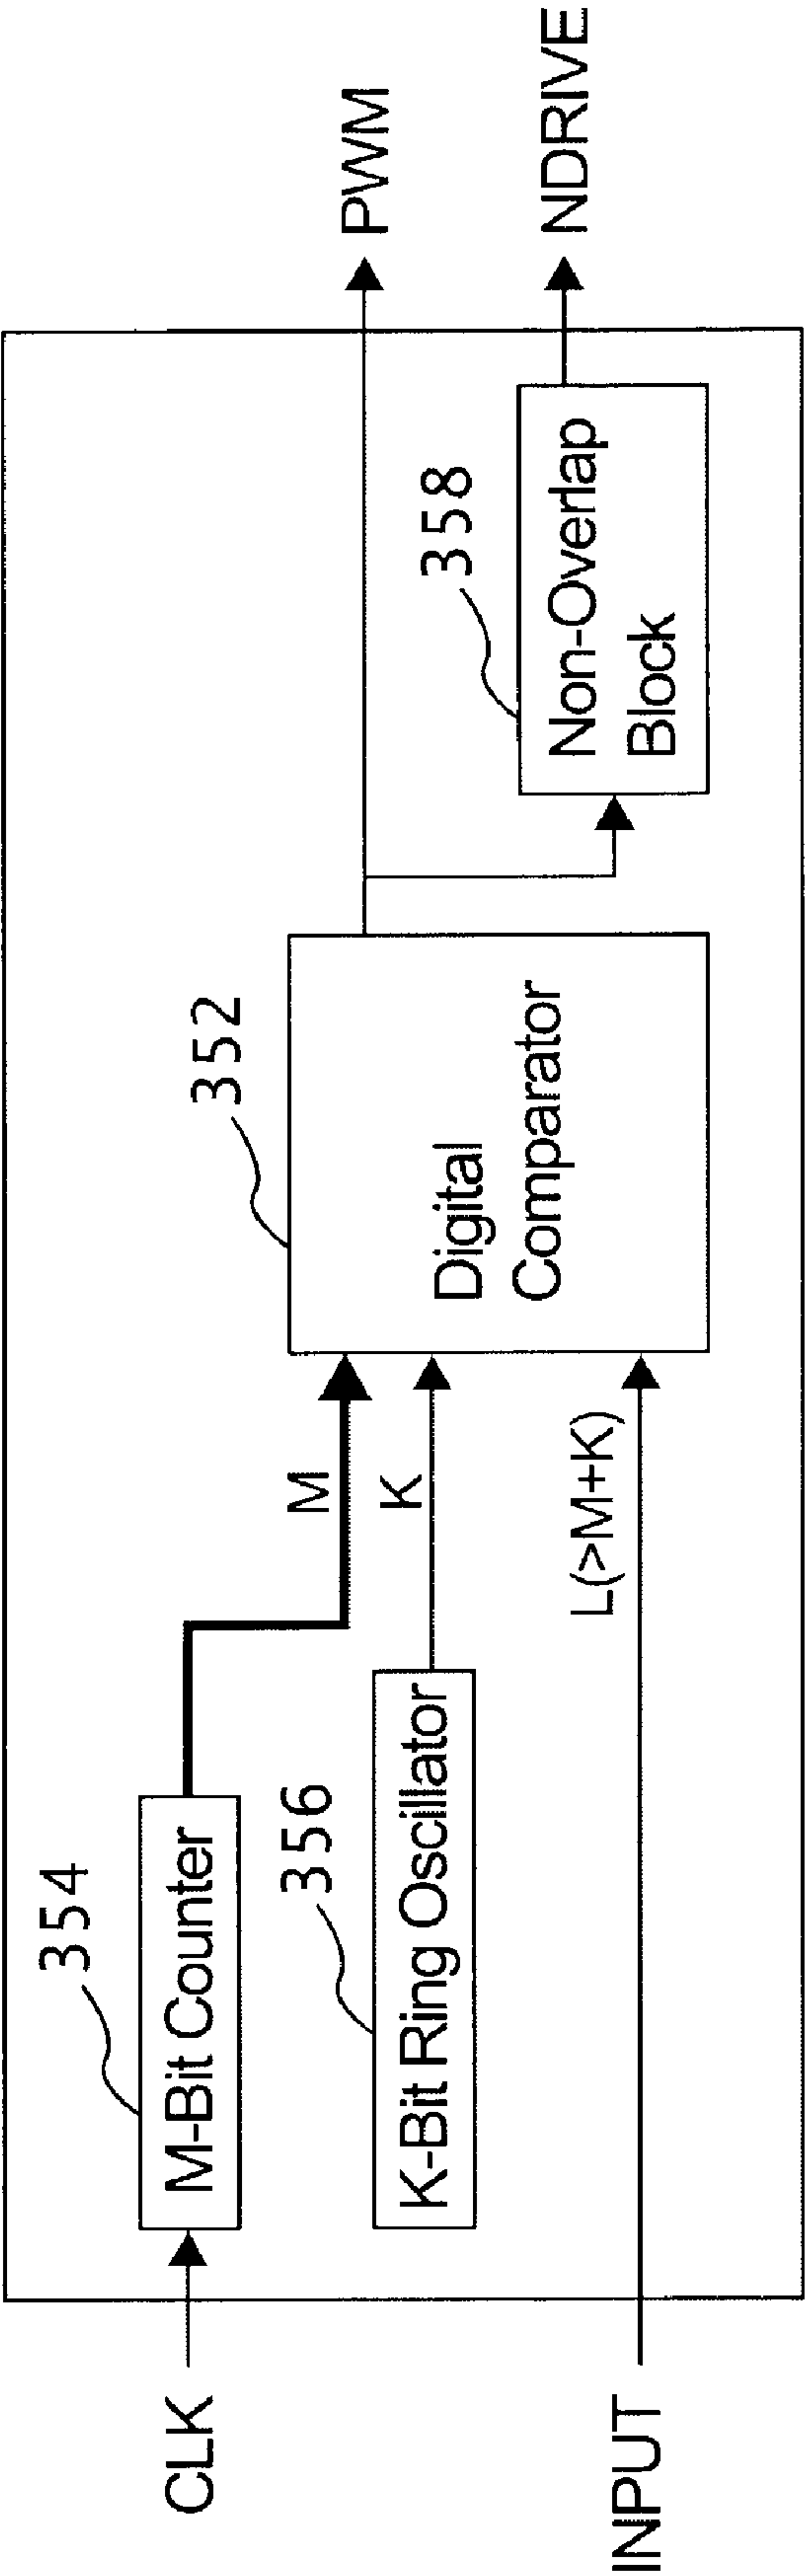 CLK
INPUT
354
M-Bit Counter
356
K-Bit Ring Oscillator
M
K
L(>M+K)
352
Digital
Comparator
358
Non-Overlap
Block
PWM
NDRIVE